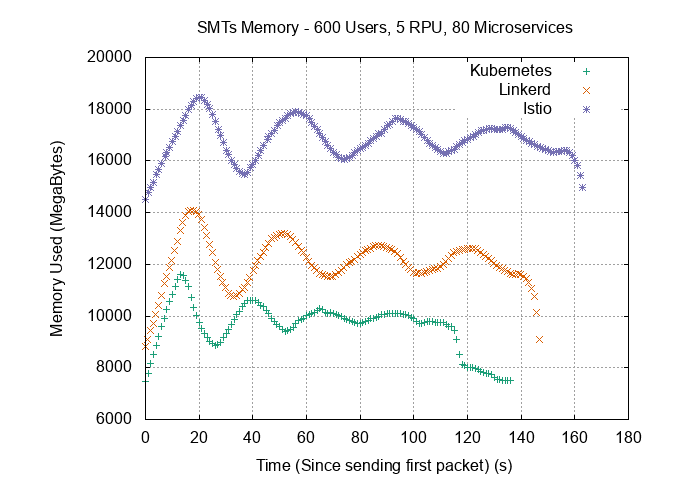 SMTs Memory - 600 Users, 5 RPU, 80 Microservices
20000
18000
16000
14000
12000
10000
8000
6000
Memory Used (MegaBytes)
Kubernetes
Linkerd
Istio
0 20 40 60 80 100 120 140 160 180
Time (Since sending first packet) (s)